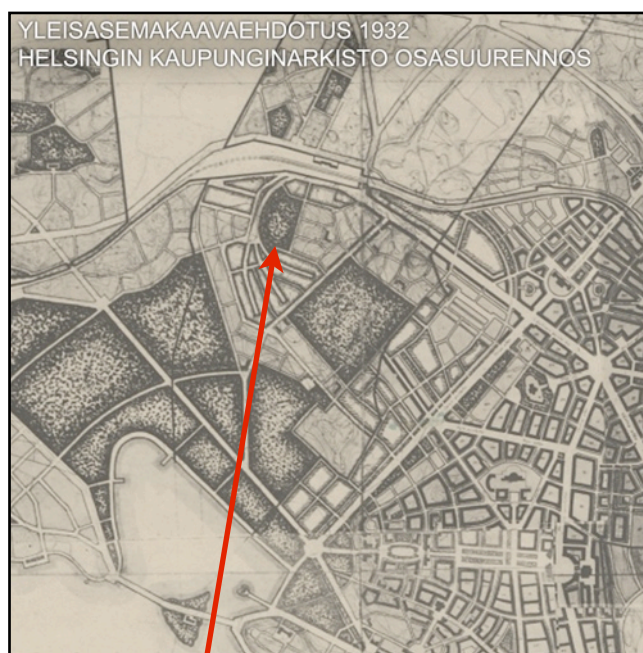 YLEISASEMAKAAVAEHDOTUS 1932
HELSINGIN KAUPUNGINARKISTO OSASUURENNOS